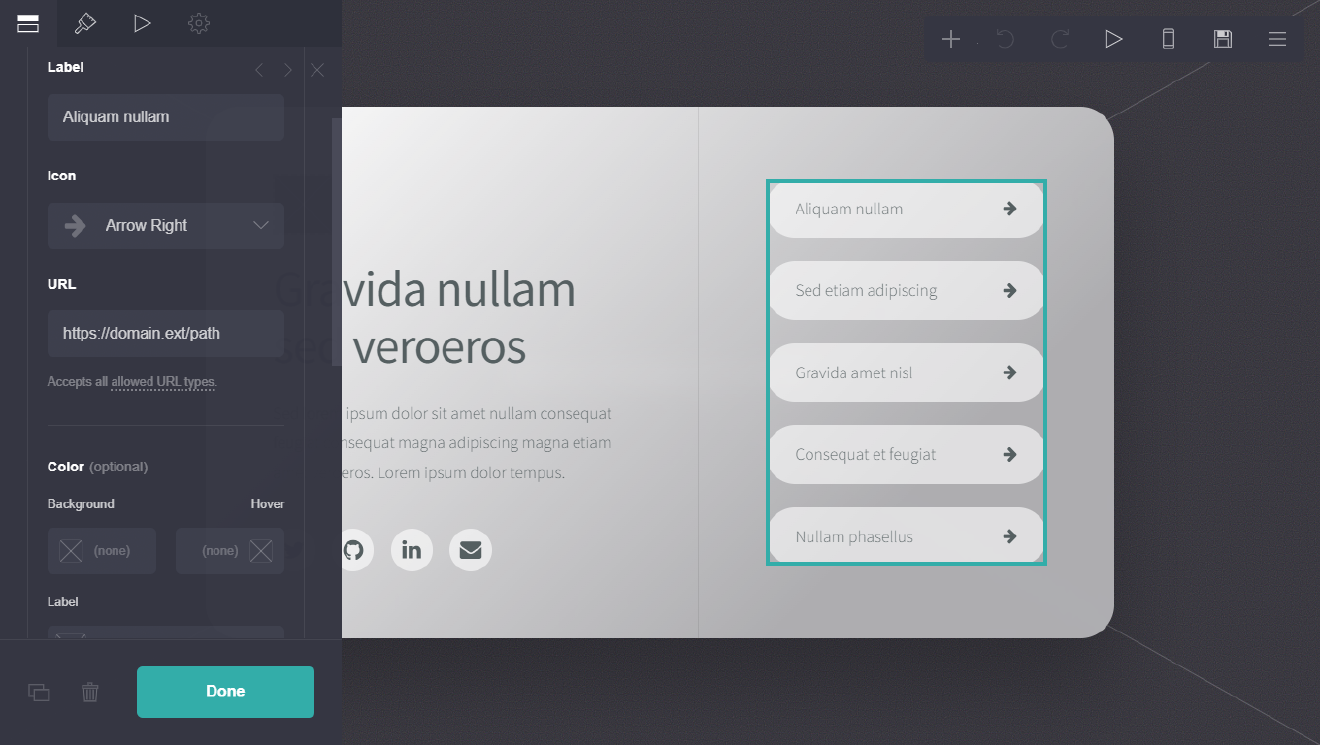 Label
Aliquam nullam
Icon
Arrow Right
URL
https://domain.ext/path
Accepts all allowed URL types.
Color (optional)
Background Hover
(none) (none)
Label
Done
Gravida nullam
sed veroeros
ipsum dolor sit amet nullam consequat
nsequat magna adipiscing magna etiam
eros. Lorem ipsum dolor tempus.
Aliquam nullam
Sed etiam adipiscing
Gravida amet nisl
Consequat et feugiat
Nullam phasellus